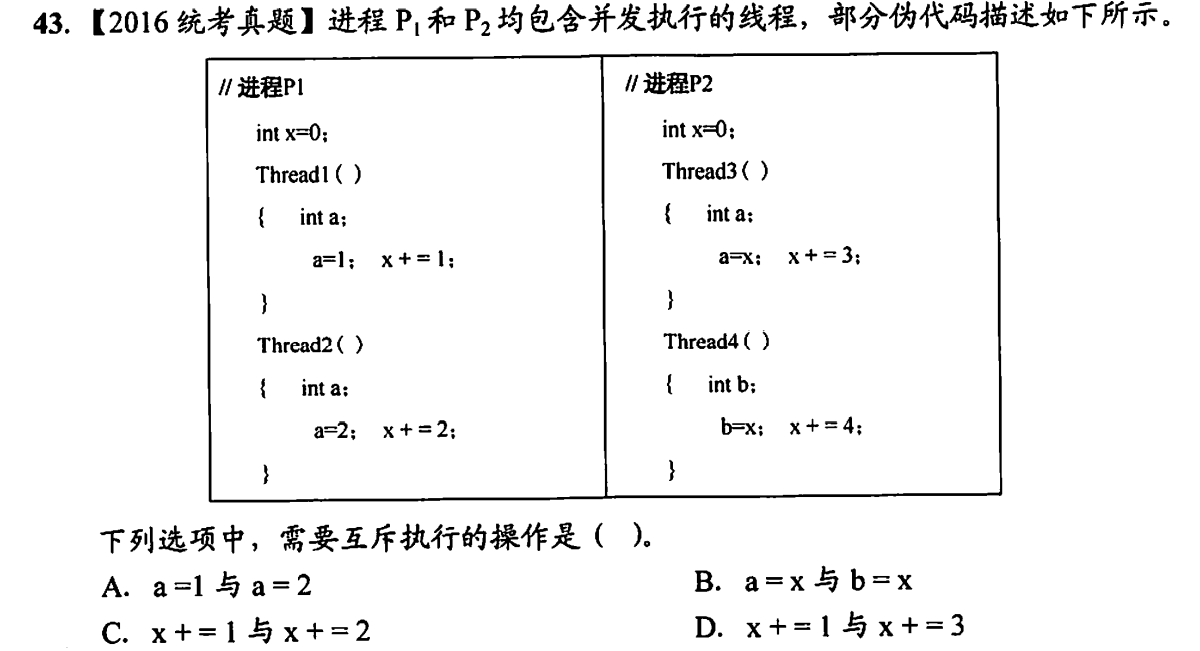 43.【2016 统考真题】进程 P₁ 和 P₂ 均包含并发执行的线程，部分伪代码描述如下所示。
// 进程P1
int x=0;
Thread1( )
{ int a;
a=1; x+=1;
}
Thread2( )
{ int a;
a=2; x+=2;
}
// 进程P2
int x=0;
Thread3( )
{ int a;
a=x; x+=3;
}
Thread4( )
{ int b;
b=x; x+=4;
}
下列选项中，需要互斥执行的操作是（ ）。
A. a=1 与 a=2
B. a=x 与 b=x
C. x+=1 与 x+=2
D. x+=1 与 x+=3